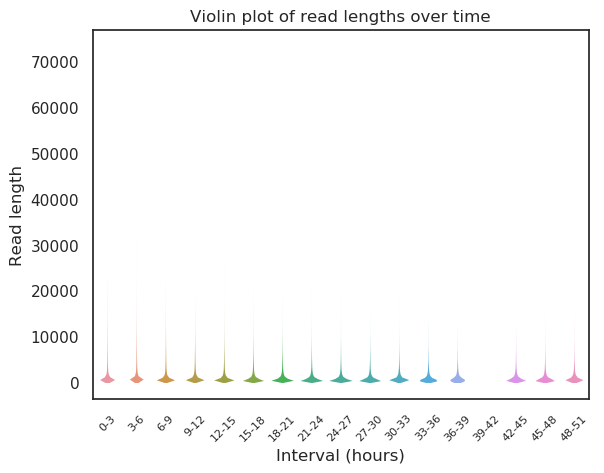 Violin plot of read lengths over time
Read length
70000
60000
50000
40000
30000
20000
10000
0
0-3 3-6 6-9 9-12 12-15 15-18 18-21 21-24 24-27 27-30 30-33 33-36 36-39 39-42 42-45 45-48 48-51
Interval (hours)